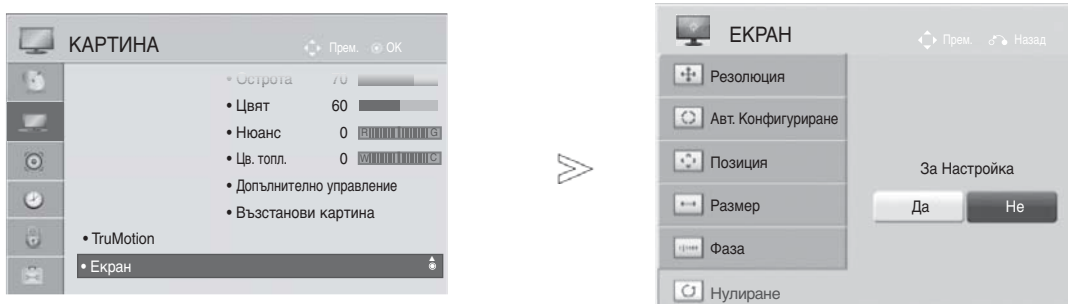 КАРТИНА
Прем. OK
• Острота 70
• Цвят 60
• Нюанс 0 R G
• Цв. топл. 0 W C
• Допълнително управление
• Възстанови картина
• TruMotion
• Екран
ЕКРАН
Прем. Назад
Резолюция
Авт. Конфигуриране
Позиция
Размер
Фаза
Нулиране
За Настройка
Да Не